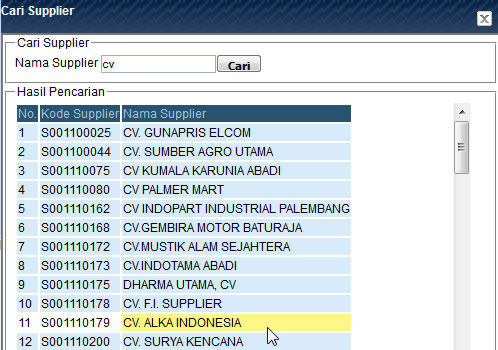 Cari Supplier
Cari Supplier
Nama Supplier cv Cari
Hasil Pencarian
No. Kode Supplier Nama Supplier
1 S001100025 CV. GUNAPRIS ELCOM
2 S001100044 CV. SUMBER AGRO UTAMA
3 S001110075 CV KUMALA KARUNIA ABADI
4 S001110080 CV PALMER MART
5 S001110162 CV INDOPART INDUSTRIAL PALEMBANG
6 S001110168 CV.GEMBIRA MOTOR BATURAJA
7 S001110172 CV.MUSTIK ALAM SEJAHTERA
8 S001110173 CV.INDOTAMA ABADI
9 S001110175 DHARMA UTAMA, CV
10 S001110178 CV. F.I. SUPPLIER
11 S001110179 CV. ALKA INDONESIA
12 S001110200 CV. SURYA KENCANA